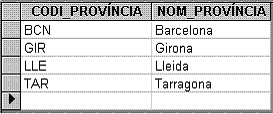 CODI_PROVÍNCIA NOM_PROVÍNCIA
BCN Barcelona
GIR Girona
LLE Lleida
TAR Tarragona